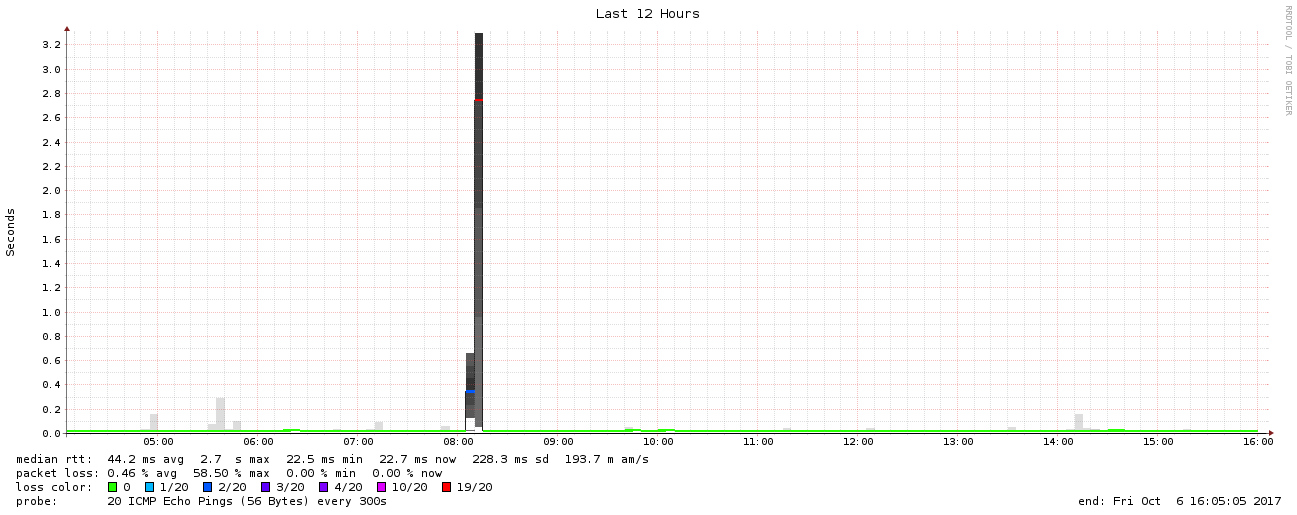 Last 12 Hours
RRDTOOL / TOBI OETIKER
Seconds
3.2
3.0
2.8
2.6
2.4
2.2
2.0
1.8
1.6
1.4
1.2
1.0
0.8
0.6
0.4
0.2
0.0
05:00 06:00 07:00 08:00 09:00 10:00 11:00 12:00 13:00 14:00 15:00 16:00
median rtt: 44.2 ms avg 2.7 s max 22.5 ms min 22.7 ms now 228.3 ms sd 193.7 m am/s
packet loss: 0.46 % avg 58.50 % max 0.00 % min 0.00 % now
loss color: 0 1/20 2/20 3/20 4/20 10/20 19/20
probe: 20 ICMP Echo Pings (56 Bytes) every 300s end: Fri Oct 6 16:05:05 2017